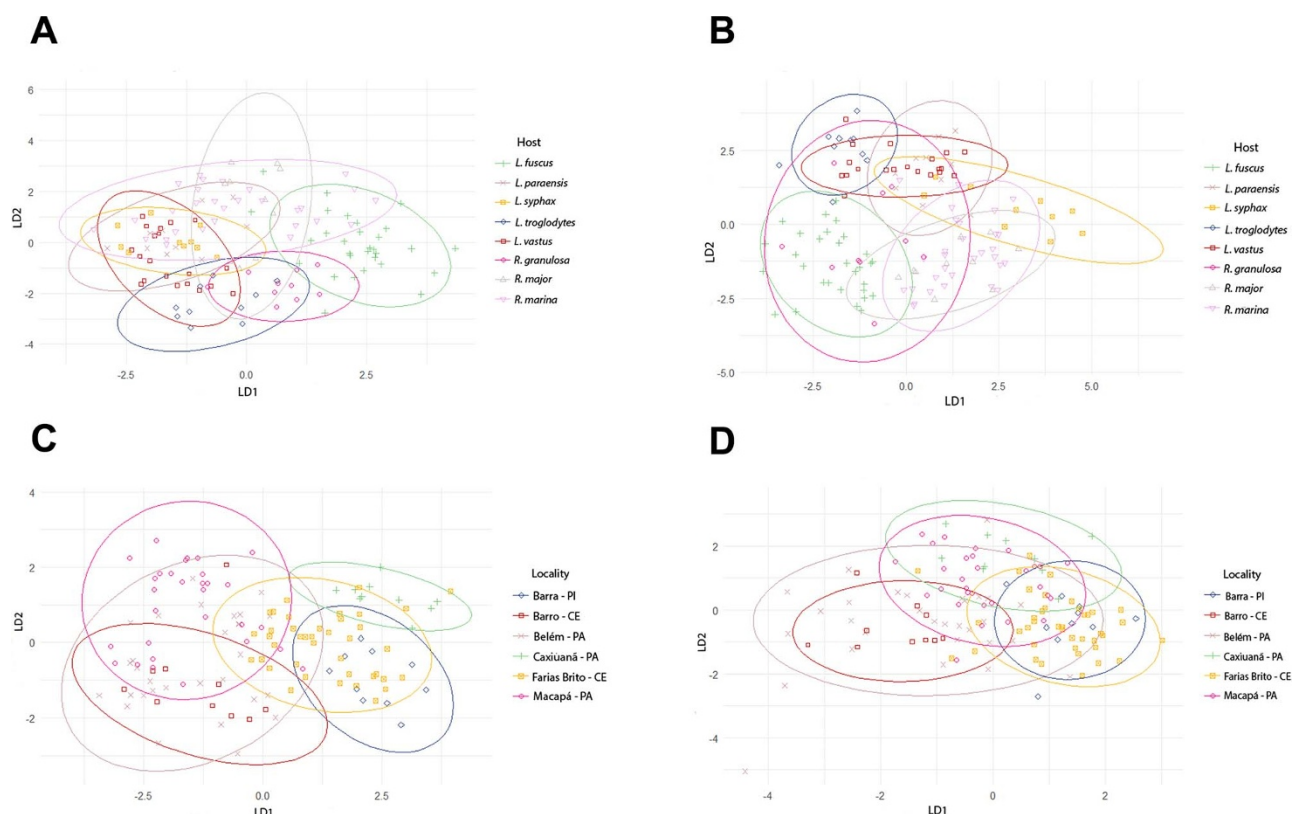 A
B
6
4
2
0
-2
-4
LD2
-2.5
0.0
2.5
LD1
Host
L. fuscus
L. paraensis
L. syphax
L. troglodytes
L. vastus
R. granulosa
R. major
R. marina
2.5
0.0
-2.5
-5.0
LD2
-2.5
0.0
2.5
5.0
LD1
Host
L. fuscus
L. paraensis
L. syphax
L. troglodytes
L. vastus
R. granulosa
R. major
R. marina
C
D
4
2
0
-2
LD2
-2.5
0.0
2.5
LD1
Locality
Barra - PI
Barro - CE
Belém - PA
Caxiuanã - PA
Farias Brito - CE
Macapá - PA
2
0
-2
-4
LD2
-4
-2
0
2
LD1
Locality
Barra - PI
Barro - CE
Belém - PA
Caxiuanã - PA
Farias Brito - CE
Macapá - PA